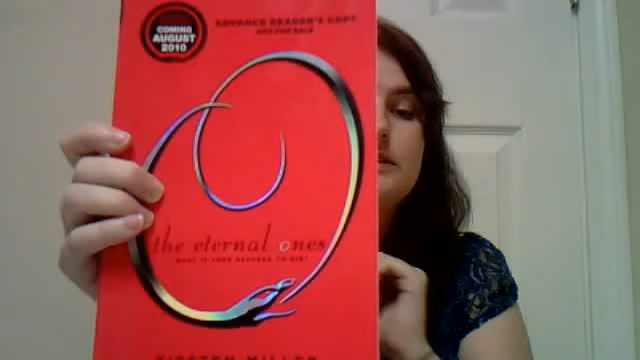 COMING
AUGUST
2010
ADVANCE READER'S COPY
NOT FOR SALE
the eternal ones
WHAT IF LOVE REFUSED TO DIE?
KIRSTEN MILLER